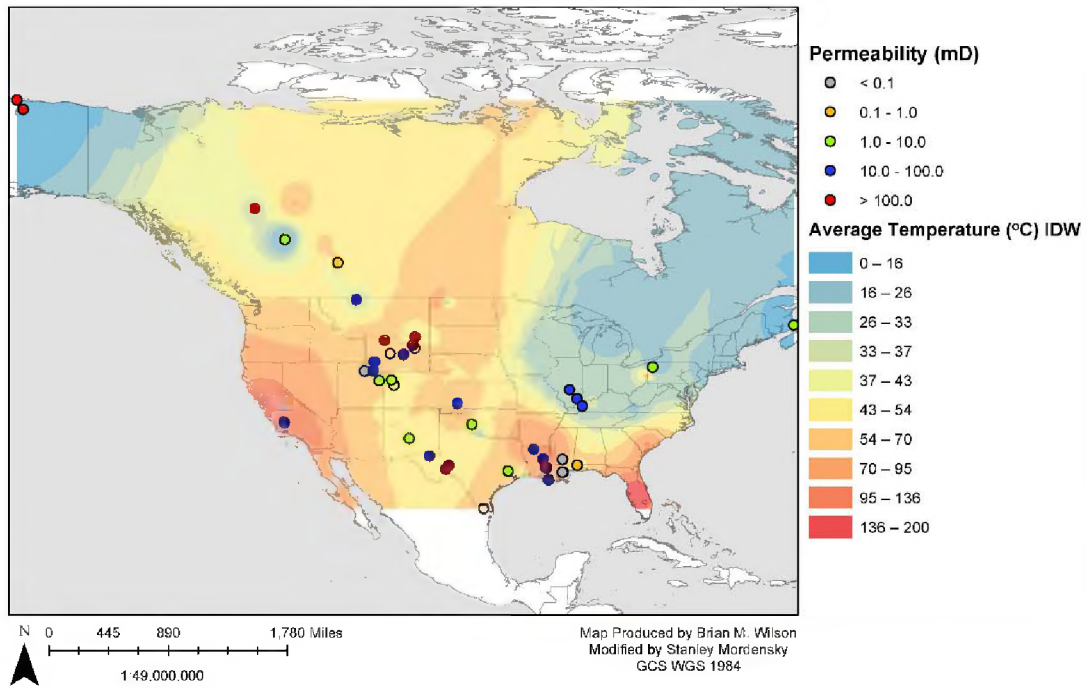 Permeability (mD)
< 0.1
0.1 - 1.0
1.0 - 10.0
10.0 - 100.0
> 100.0
Average Temperature (°C) IDW
0 – 16
16 – 26
26 – 33
33 – 37
37 – 43
43 – 54
54 – 70
70 – 95
95 – 136
136 – 200
N 0 445 890 1,780 Miles
1:49,000,000
Map Produced by Brian M. Wilson
Modified by Stanley Mordensky
GCS WGS 1984